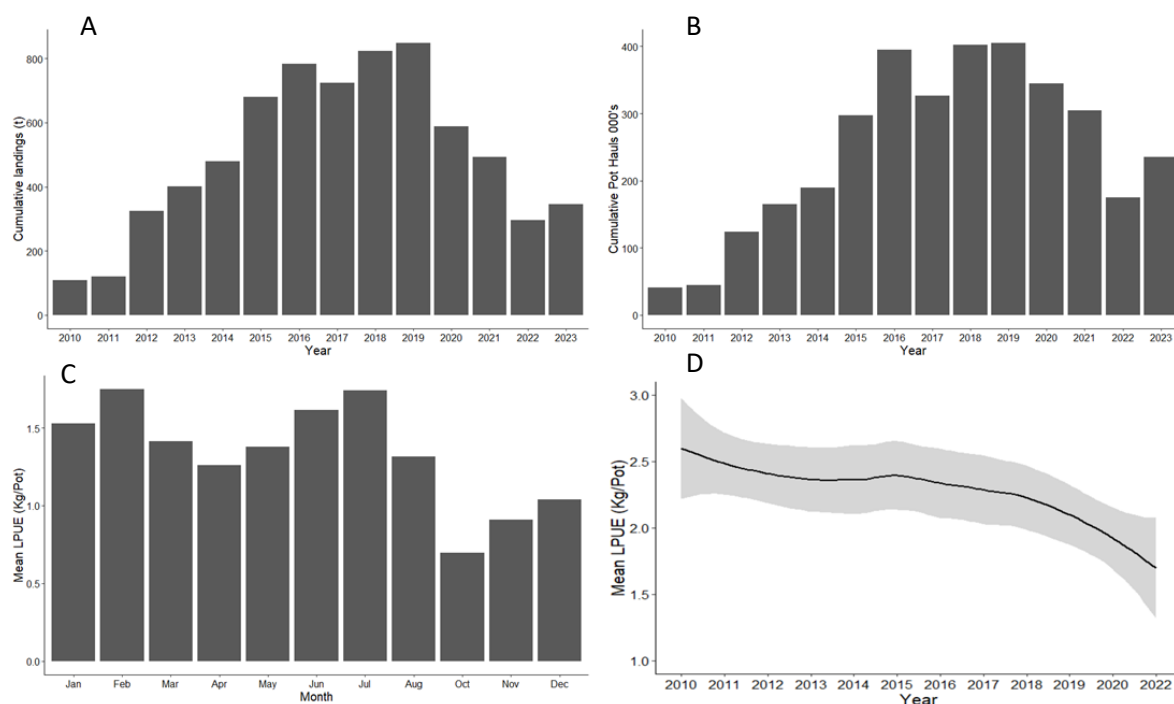 A
Cumulative landings (t)
800
600
400
200
0
2010 2011 2012 2013 2014 2015 2016 2017 2018 2019 2020 2021 2022 2023
Year
B
Cumulative Pot Hauls 000's
400
300
200
100
0
2010 2011 2012 2013 2014 2015 2016 2017 2018 2019 2020 2021 2022 2023
Year
C
Mean LPUE (Kg/Pot)
1.5
1.0
0.5
0.0
Jan Feb Mar Apr May Jun Jul Aug Oct Nov Dec
Month
D
Mean LPUE (Kg/Pot)
3.0
2.5
2.0
1.5
1.0
2010 2011 2012 2013 2014 2015 2016 2017 2018 2019 2020 2021 2022
Year